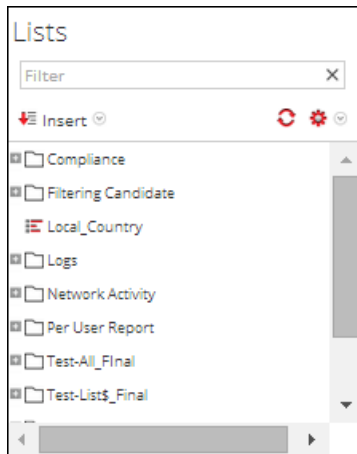 Lists
Filter
Insert
Compliance
Filtering Candidate
Local_Country
Logs
Network Activity
Per User Report
Test-All_FInal
Test-List$_Final